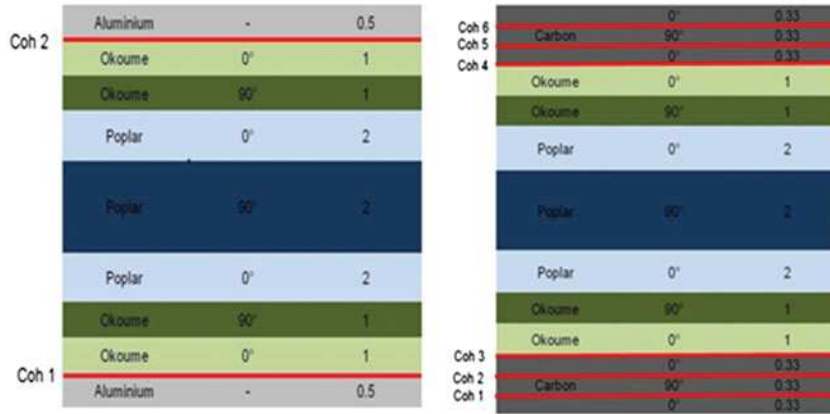 Aluminium - 0.5
Coh 2
Okoume 0° 1
Okoume 90° 1
Poplar 0° 2
Poplar 90° 2
Poplar 0° 2
Okoume 90° 1
Okoume 0° 1
Coh 1
Aluminium - 0.5
0° 0.33
Coh 6
Carbon 90° 0.33
Coh 5
0° 0.33
Coh 4
Okoume 0° 1
Okoume 90° 1
Poplar 0° 2
Poplar 90° 2
Poplar 0° 2
Okoume 90° 1
Okoume 0° 1
Coh 3
0° 0.33
Coh 2
Carbon 90° 0.33
Coh 1
0° 0.33